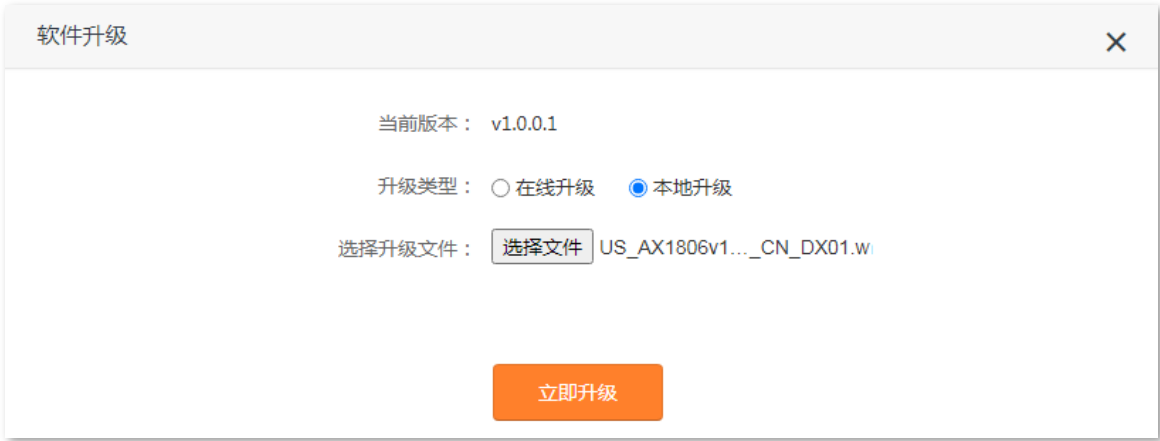 软件升级
当前版本： v1.0.0.1
升级类型： 在线升级 本地升级
选择升级文件： 选择文件 US_AX1806v1..._CN_DX01.w
立即升级